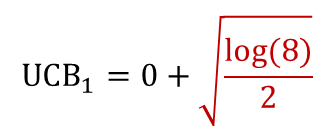 UCB₁ = 0 + √(log(8)/2)